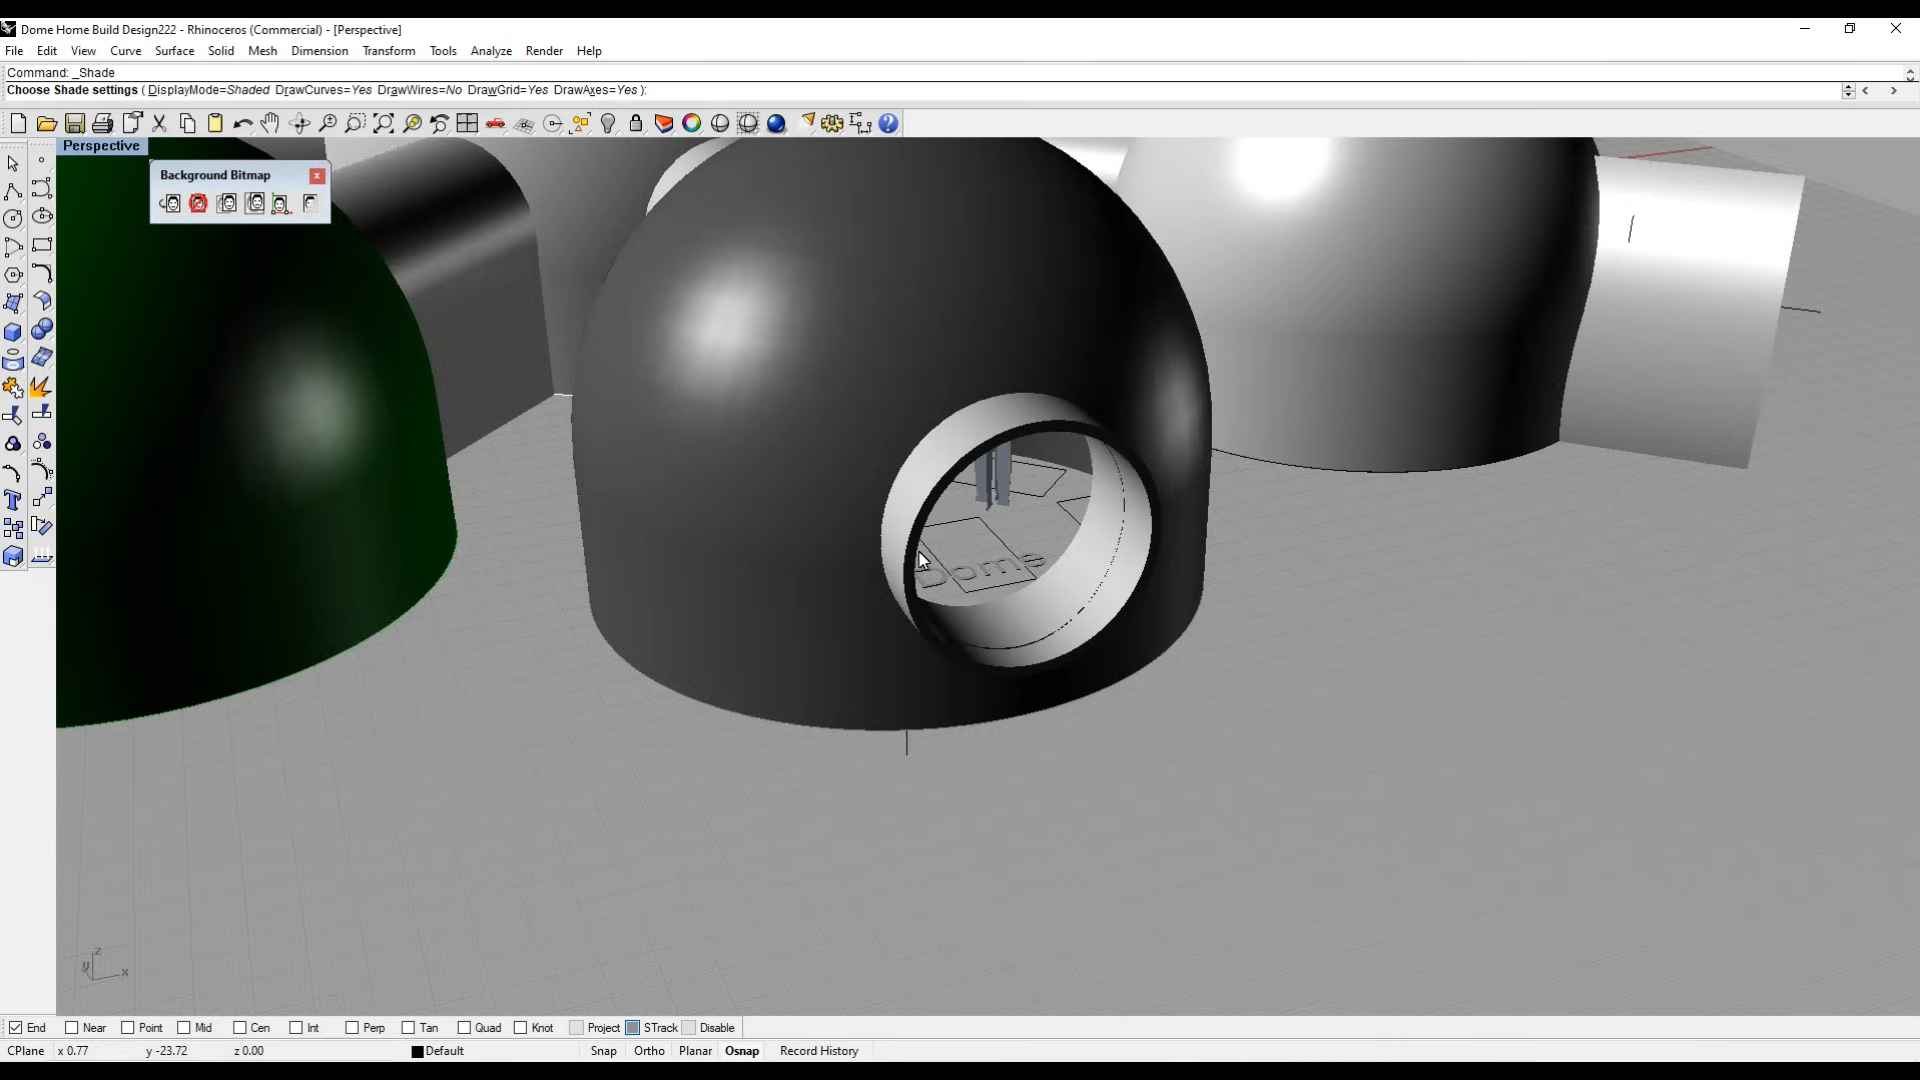 Dome Home Build Design222 - Rhinoceros (Commercial) - [Perspective]
File Edit View Curve Surface Solid Mesh Dimension Transform Tools Analyze Render Help
Command: _Shade
Choose Shade settings ( DisplayMode=Shaded DrawCurves=Yes DrawWires=No DrawGrid=Yes DrawAxes=Yes ):
Perspective
Background Bitmap
Dome
z
y x
End Near Point Mid Cen Int Perp Tan Quad Knot Project STrack Disable
CPlane x 0.77 y -23.72 z 0.00 Default Snap Ortho Planar Osnap Record History